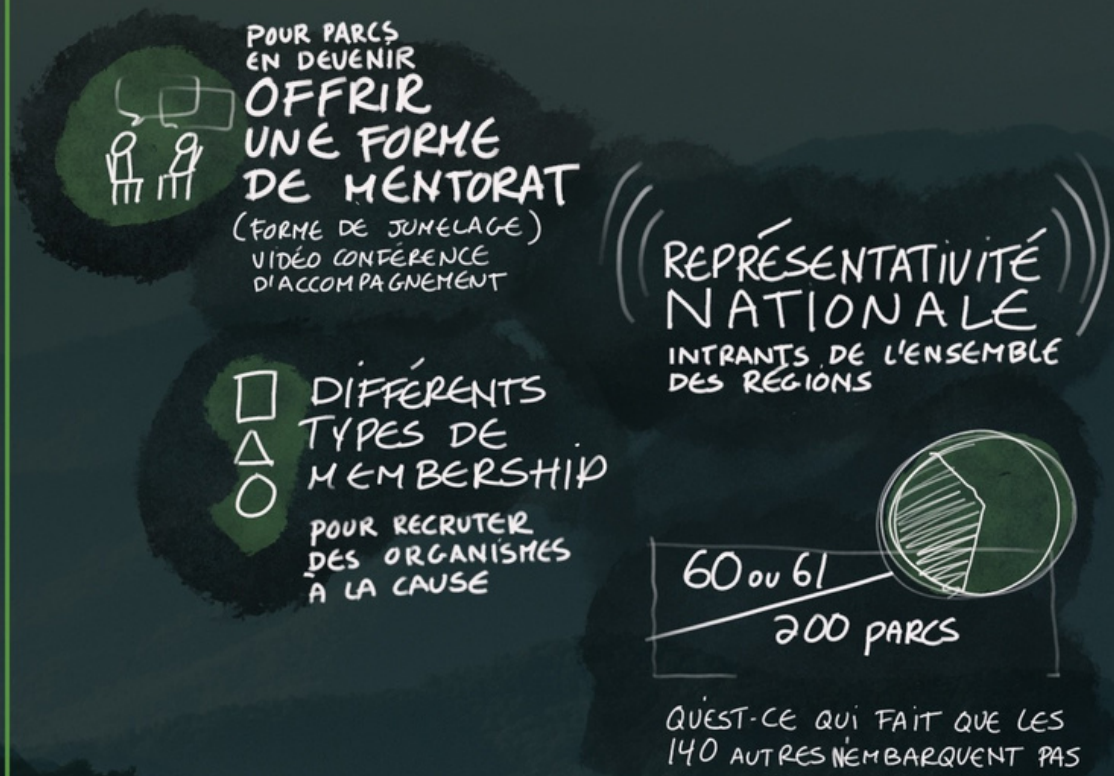 POUR PARCS
EN DEVENIR
OFFRIR
UNE FORME
DE MENTORAT
(FORME DE JUMELAGE)
VIDÉO CONFÉRENCE
D'ACCOMPAGNEMENT
DIFFÉRENTS
TYPES DE
MEMBERSHIP
POUR RECRUTER
DES ORGANISMES
À LA CAUSE
REPRÉSENTATIVITÉ
NATIONALE
INTRANTS DE L'ENSEMBLE
DES RÉGIONS
60 OU 61
200 PARCS
QU'EST-CE QUI FAIT QUE LES
140 AUTRES N'EMBARQUENT PAS